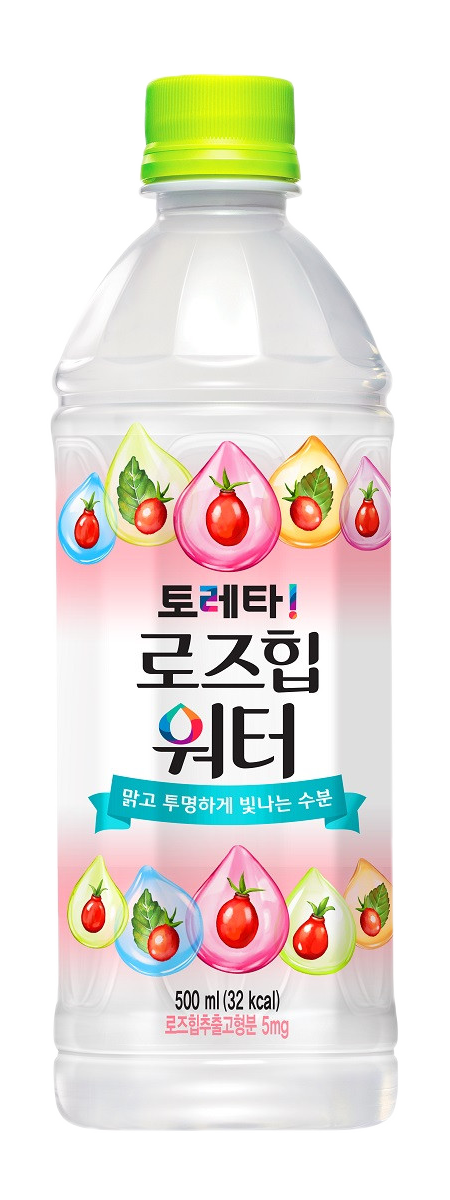 토레타!
로즈힙
워터
맑고 투명하게 빛나는 수분
500 ml (32 kcal)
로즈힙추출고형분 5mg